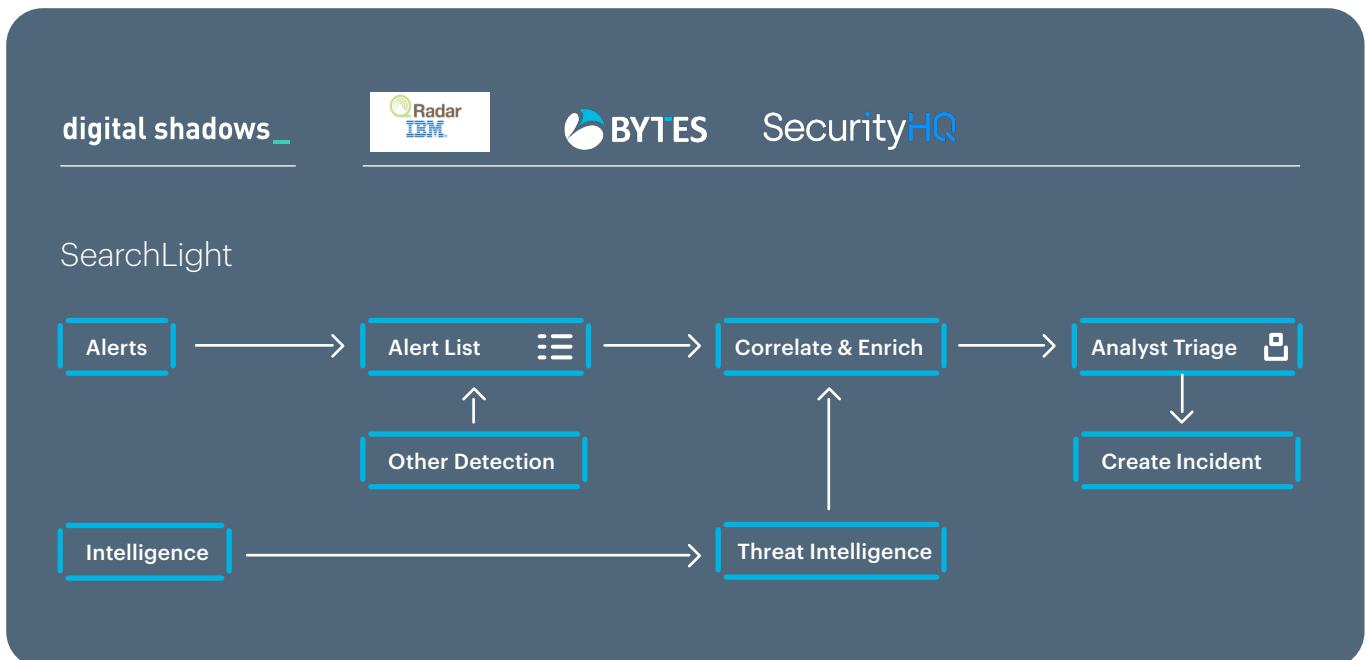 digital shadows_
QRadar
IBM.
BYTES
SecurityHQ
SearchLight
Alerts
Alert List
Correlate & Enrich
Analyst Triage
Other Detection
Create Incident
Intelligence
Threat Intelligence